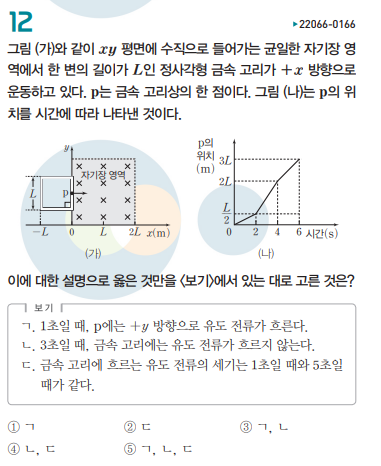 12
▶22066-0166
그림 (가)와 같이 xy 평면에 수직으로 들어가는 균일한 자기장 영
역에서 한 변의 길이가 L인 정사각형 금속 고리가 +x 방향으로
운동하고 있다. p는 금속 고리상의 한 점이다. 그림 (나)는 p의 위
치를 시간에 따라 나타낸 것이다.
y
자기장 영역
L
p
-L 0 L 2L x(m)
(가)
p의
위치
(m)
3L
2L
L/2
0 2 4 6 시간(s)
(나)
이에 대한 설명으로 옳은 것만을 <보기>에서 있는 대로 고른 것은?
보기
ㄱ. 1초일 때, p에는 +y 방향으로 유도 전류가 흐른다.
ㄴ. 3초일 때, 금속 고리에는 유도 전류가 흐르지 않는다.
ㄷ. 금속 고리에 흐르는 유도 전류의 세기는 1초일 때와 5초일
때가 같다.
① ㄱ ② ㄷ ③ ㄱ, ㄴ
④ ㄴ, ㄷ ⑤ ㄱ, ㄴ, ㄷ